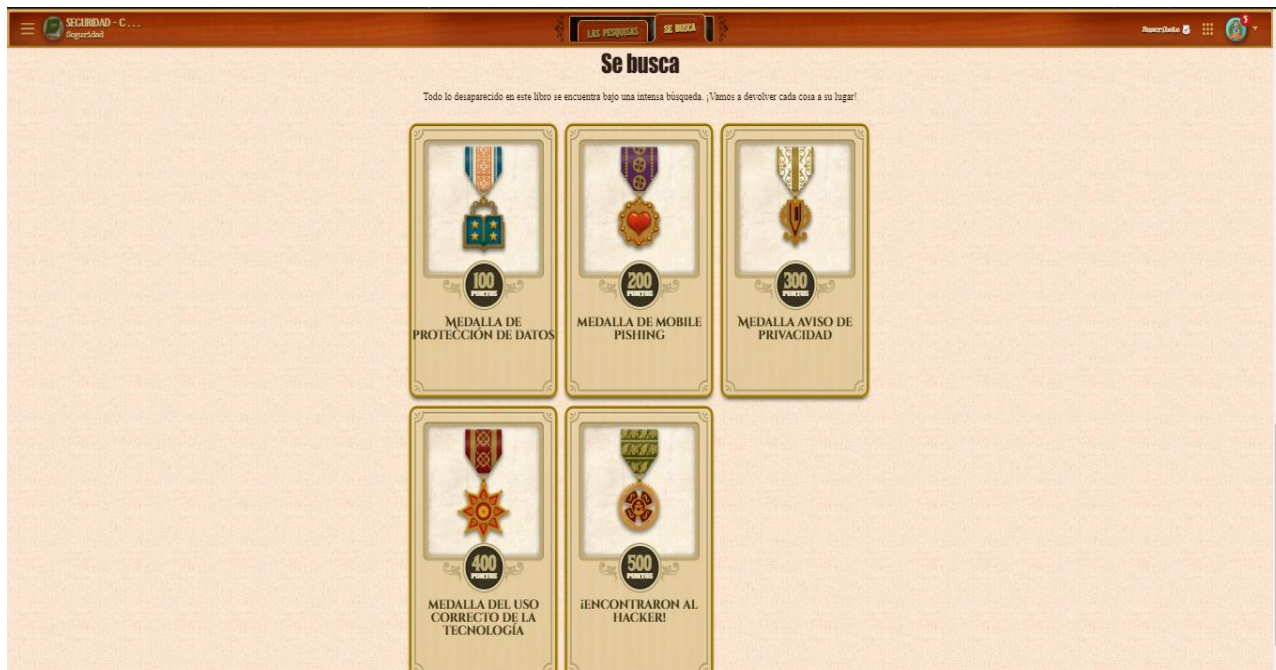 SEGURIDAD - C ...
Seguridad
LAS PESQUISAS
SE BUSCA
Suscríbete
5
Se busca
Todo lo desaparecido en este libro se encuentra bajo una intensa búsqueda. ¡Vamos a devolver cada cosa a su lugar!
100
PUNTOS
MEDALLA DE
PROTECCIÓN DE DATOS
200
PUNTOS
MEDALLA DE MOBILE
PISHING
300
PUNTOS
MEDALLA AVISO DE
PRIVACIDAD
400
PUNTOS
MEDALLA DEL USO
CORRECTO DE LA
TECNOLOGÍA
500
PUNTOS
¡ENCONTRARON AL
HACKER!